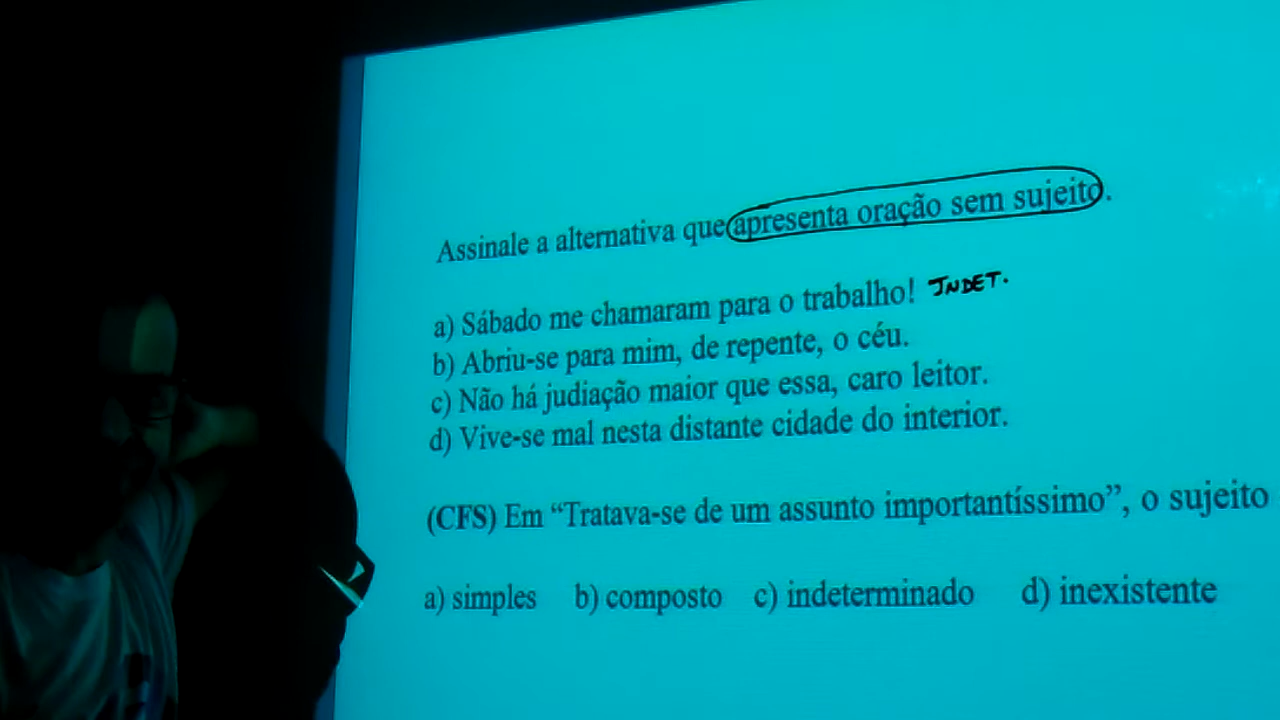 Assinale a alternativa que apresenta oração sem sujeito.
a) Sábado me chamaram para o trabalho! INDET.
b) Abriu-se para mim, de repente, o céu.
c) Não há judiação maior que essa, caro leitor.
d) Vive-se mal nesta distante cidade do interior.
(CFS) Em “Tratava-se de um assunto importantíssimo”, o sujeito
a) simples b) composto c) indeterminado d) inexistente